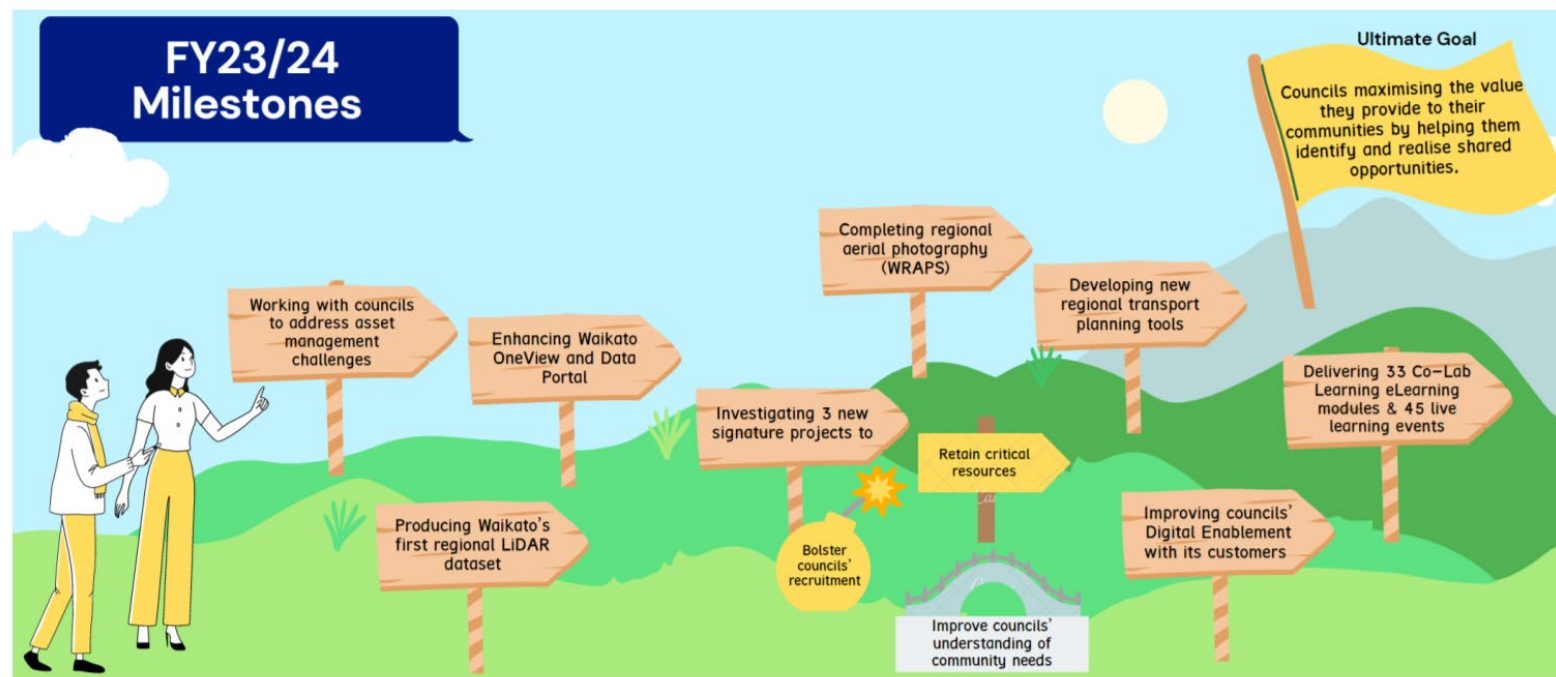 FY23/24
Milestones
Ultimate Goal
Councils maximising the value
they provide to their
communities by helping them
identify and realise shared
opportunities.
Working with councils
to address asset
management
challenges
Enhancing Waikato
OneView and Data
Portal
Producing Waikato's
first regional LiDAR
dataset
Investigating 3 new
signature projects to
Bolster
councils'
recruitment
Retain critical
resources
Improve councils'
understanding of
community needs
Completing regional
aerial photography
(WRAPS)
Developing new
regional transport
planning tools
Improving councils'
Digital Enablement
with its customers
Delivering 33 Co-Lab
Learning eLearning
modules & 45 live
learning events